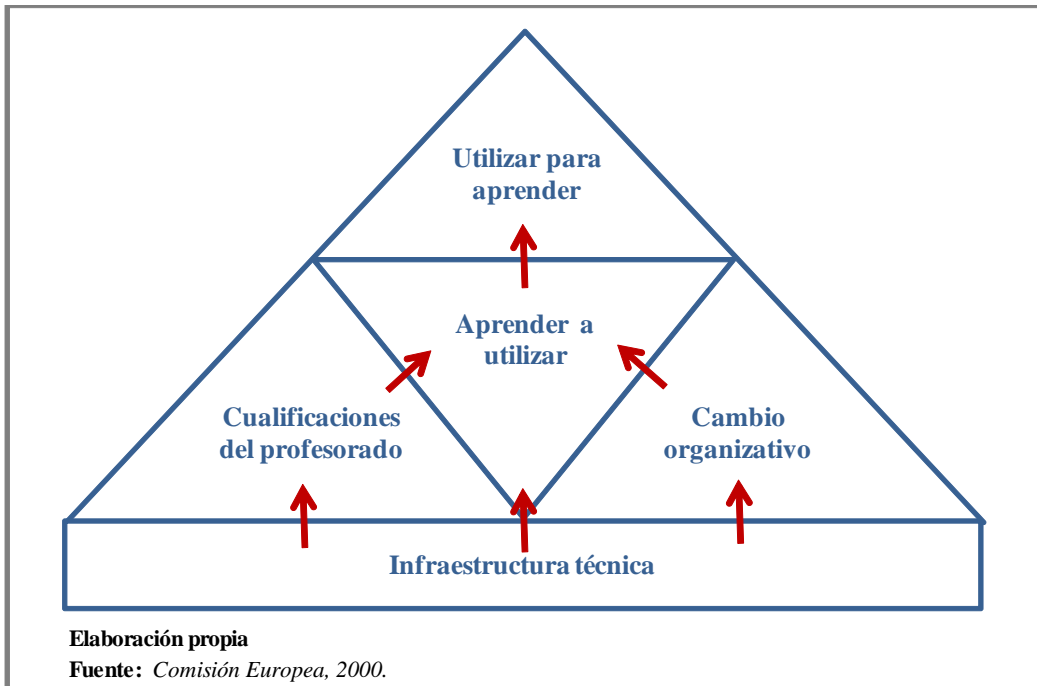 Utilizar para
aprender
Aprender a
utilizar
Cualificaciones
del profesorado
Cambio
organizativo
Infraestructura técnica
Elaboración propia
Fuente: Comisión Europea, 2000.